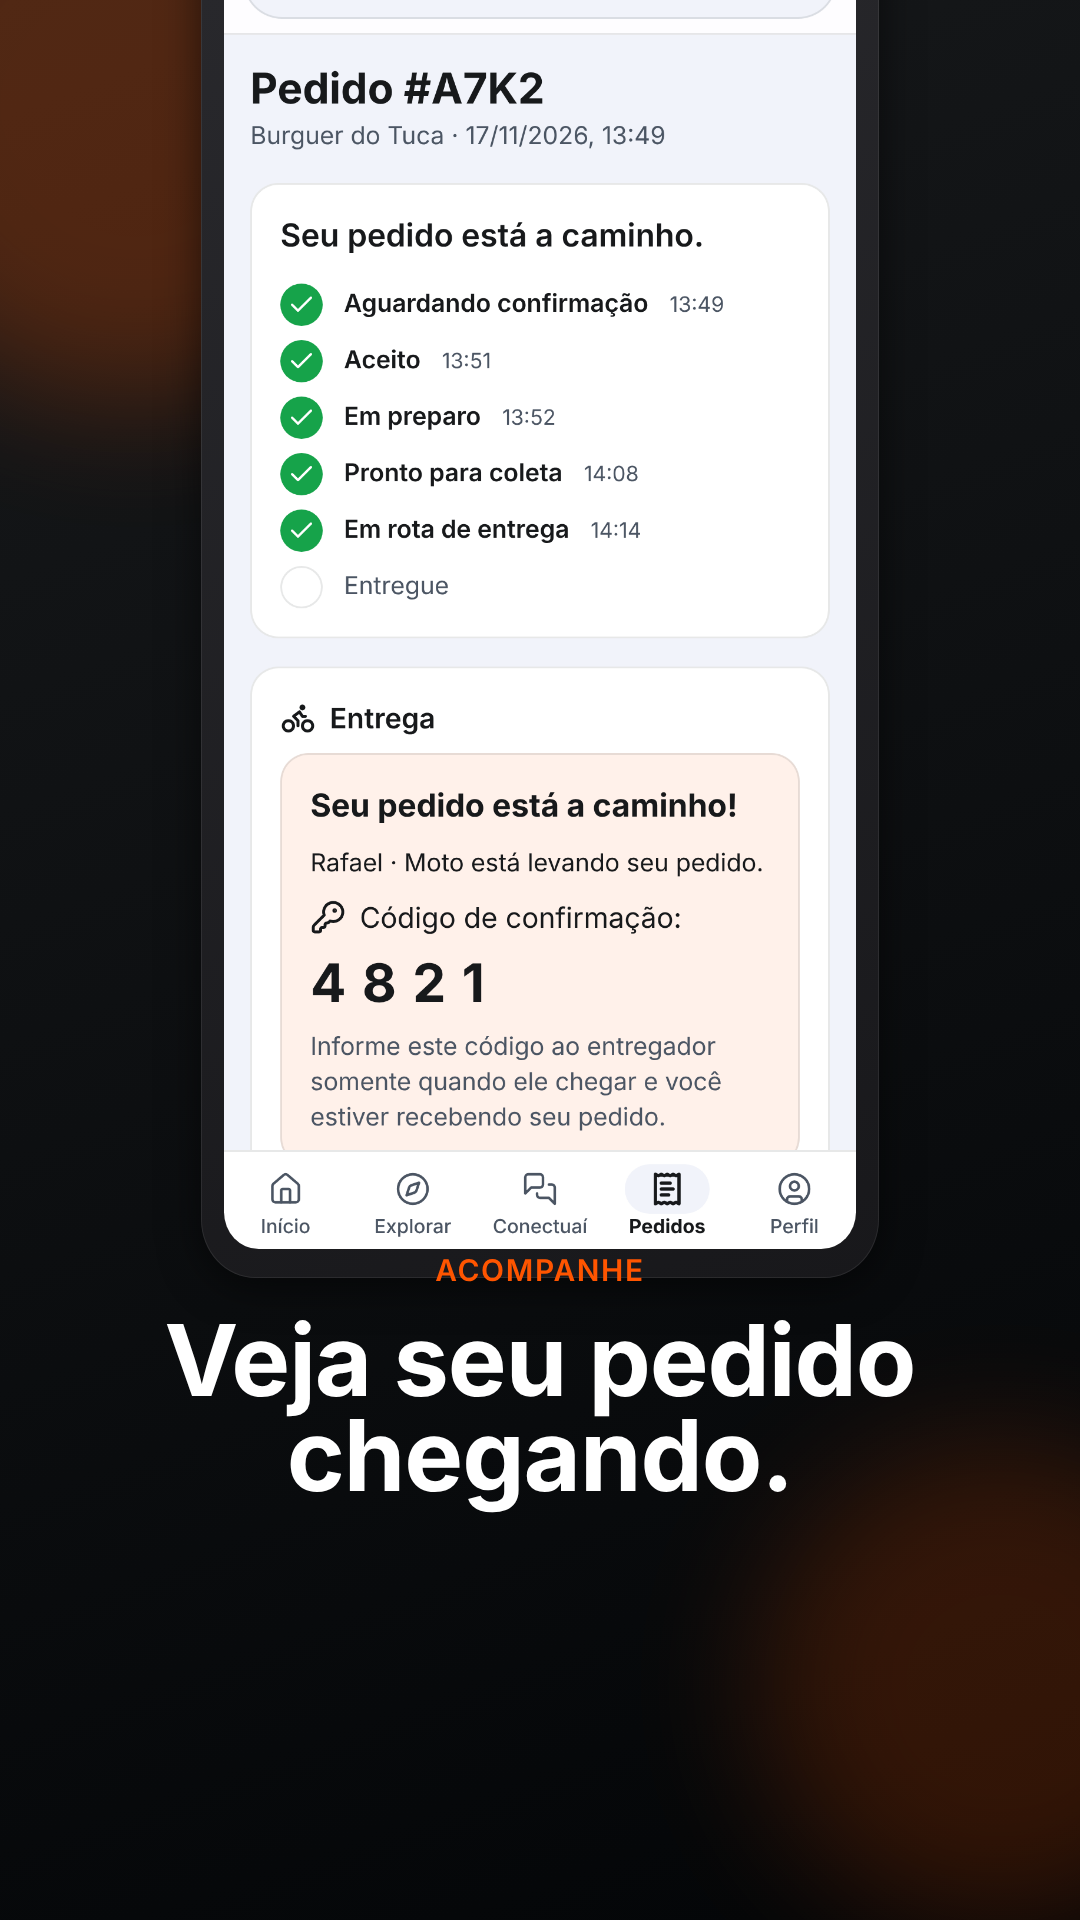 Pedido #A7K2
Burguer do Tuca · 17/11/2026, 13:49
Seu pedido está a caminho.
Aguardando confirmação 13:49
Aceito 13:51
Em preparo 13:52
Pronto para coleta 14:08
Em rota de entrega 14:14
Entregue
Entrega
Seu pedido está a caminho!
Rafael · Moto está levando seu pedido.
Código de confirmação:
4 8 2 1
Informe este código ao entregador
somente quando ele chegar e você
estiver recebendo seu pedido.
Início Explorar Conectuaí Pedidos Perfil
ACOMPANHE
Veja seu pedido
chegando.